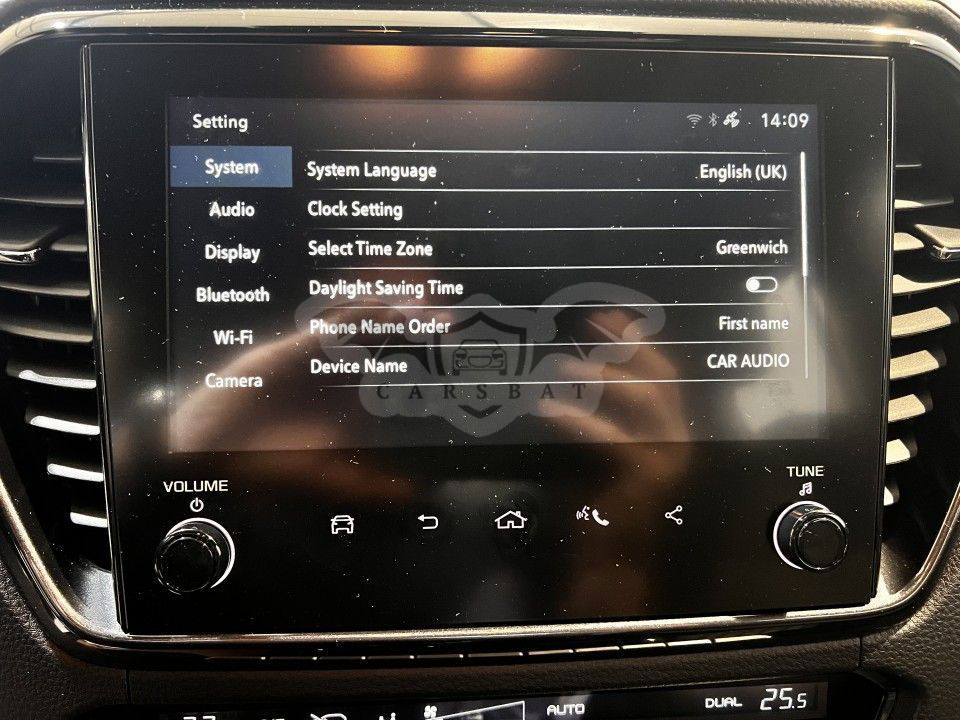 Setting 14:09
System
System Language English (UK)
Audio
Clock Setting
Display
Select Time Zone Greenwich
Bluetooth
Daylight Saving Time
Wi-Fi
Phone Name Order First name
Camera
Device Name CAR AUDIO
CARSBAT
VOLUME
TUNE
AUTO DUAL 25.5